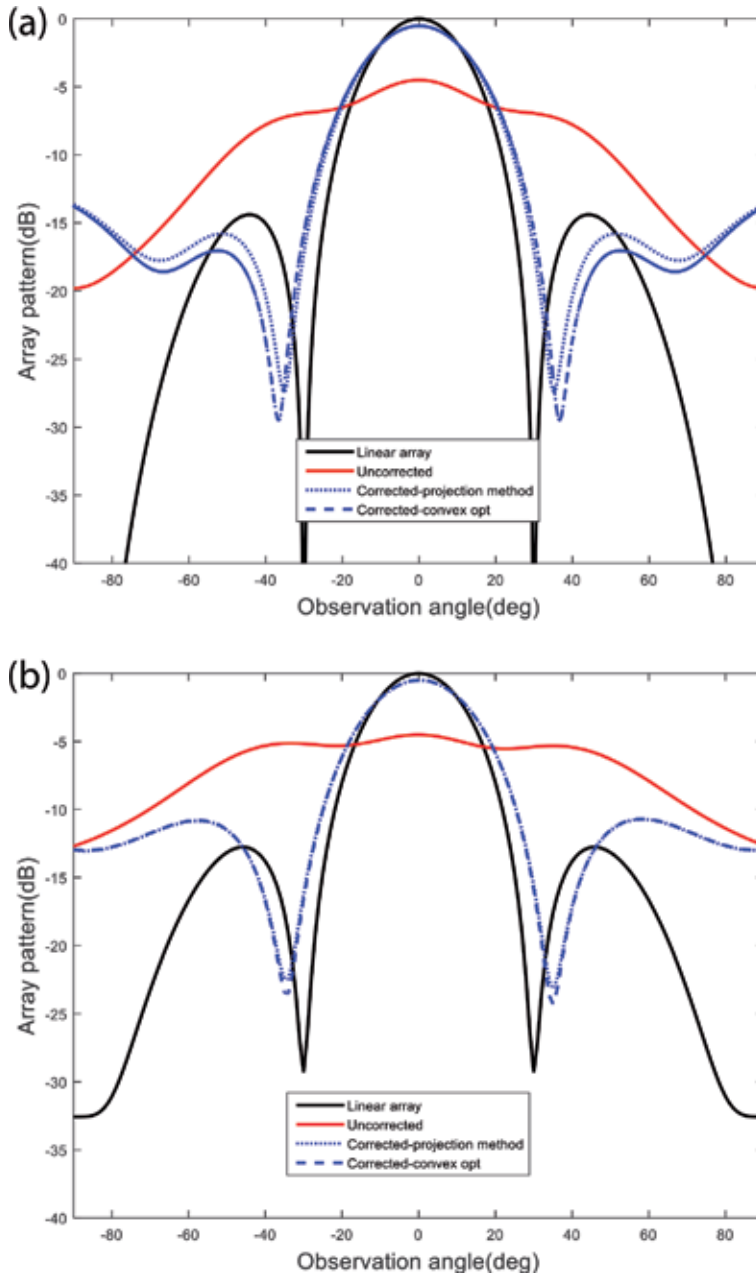 (a)
0
-5
-10
-15
-20
-25
-30
-35
-40
Array pattern(dB)
Linear array
Uncorrected
Corrected-projection method
Corrected-convex opt
-80 -60 -40 -20 0 20 40 60 80
Observation angle(deg)
(b)
0
-5
-10
-15
-20
-25
-30
-35
-40
Array pattern(dB)
Linear array
Uncorrected
Corrected-projection method
Corrected-convex opt
-80 -60 -40 -20 0 20 40 60 80
Observation angle(deg)